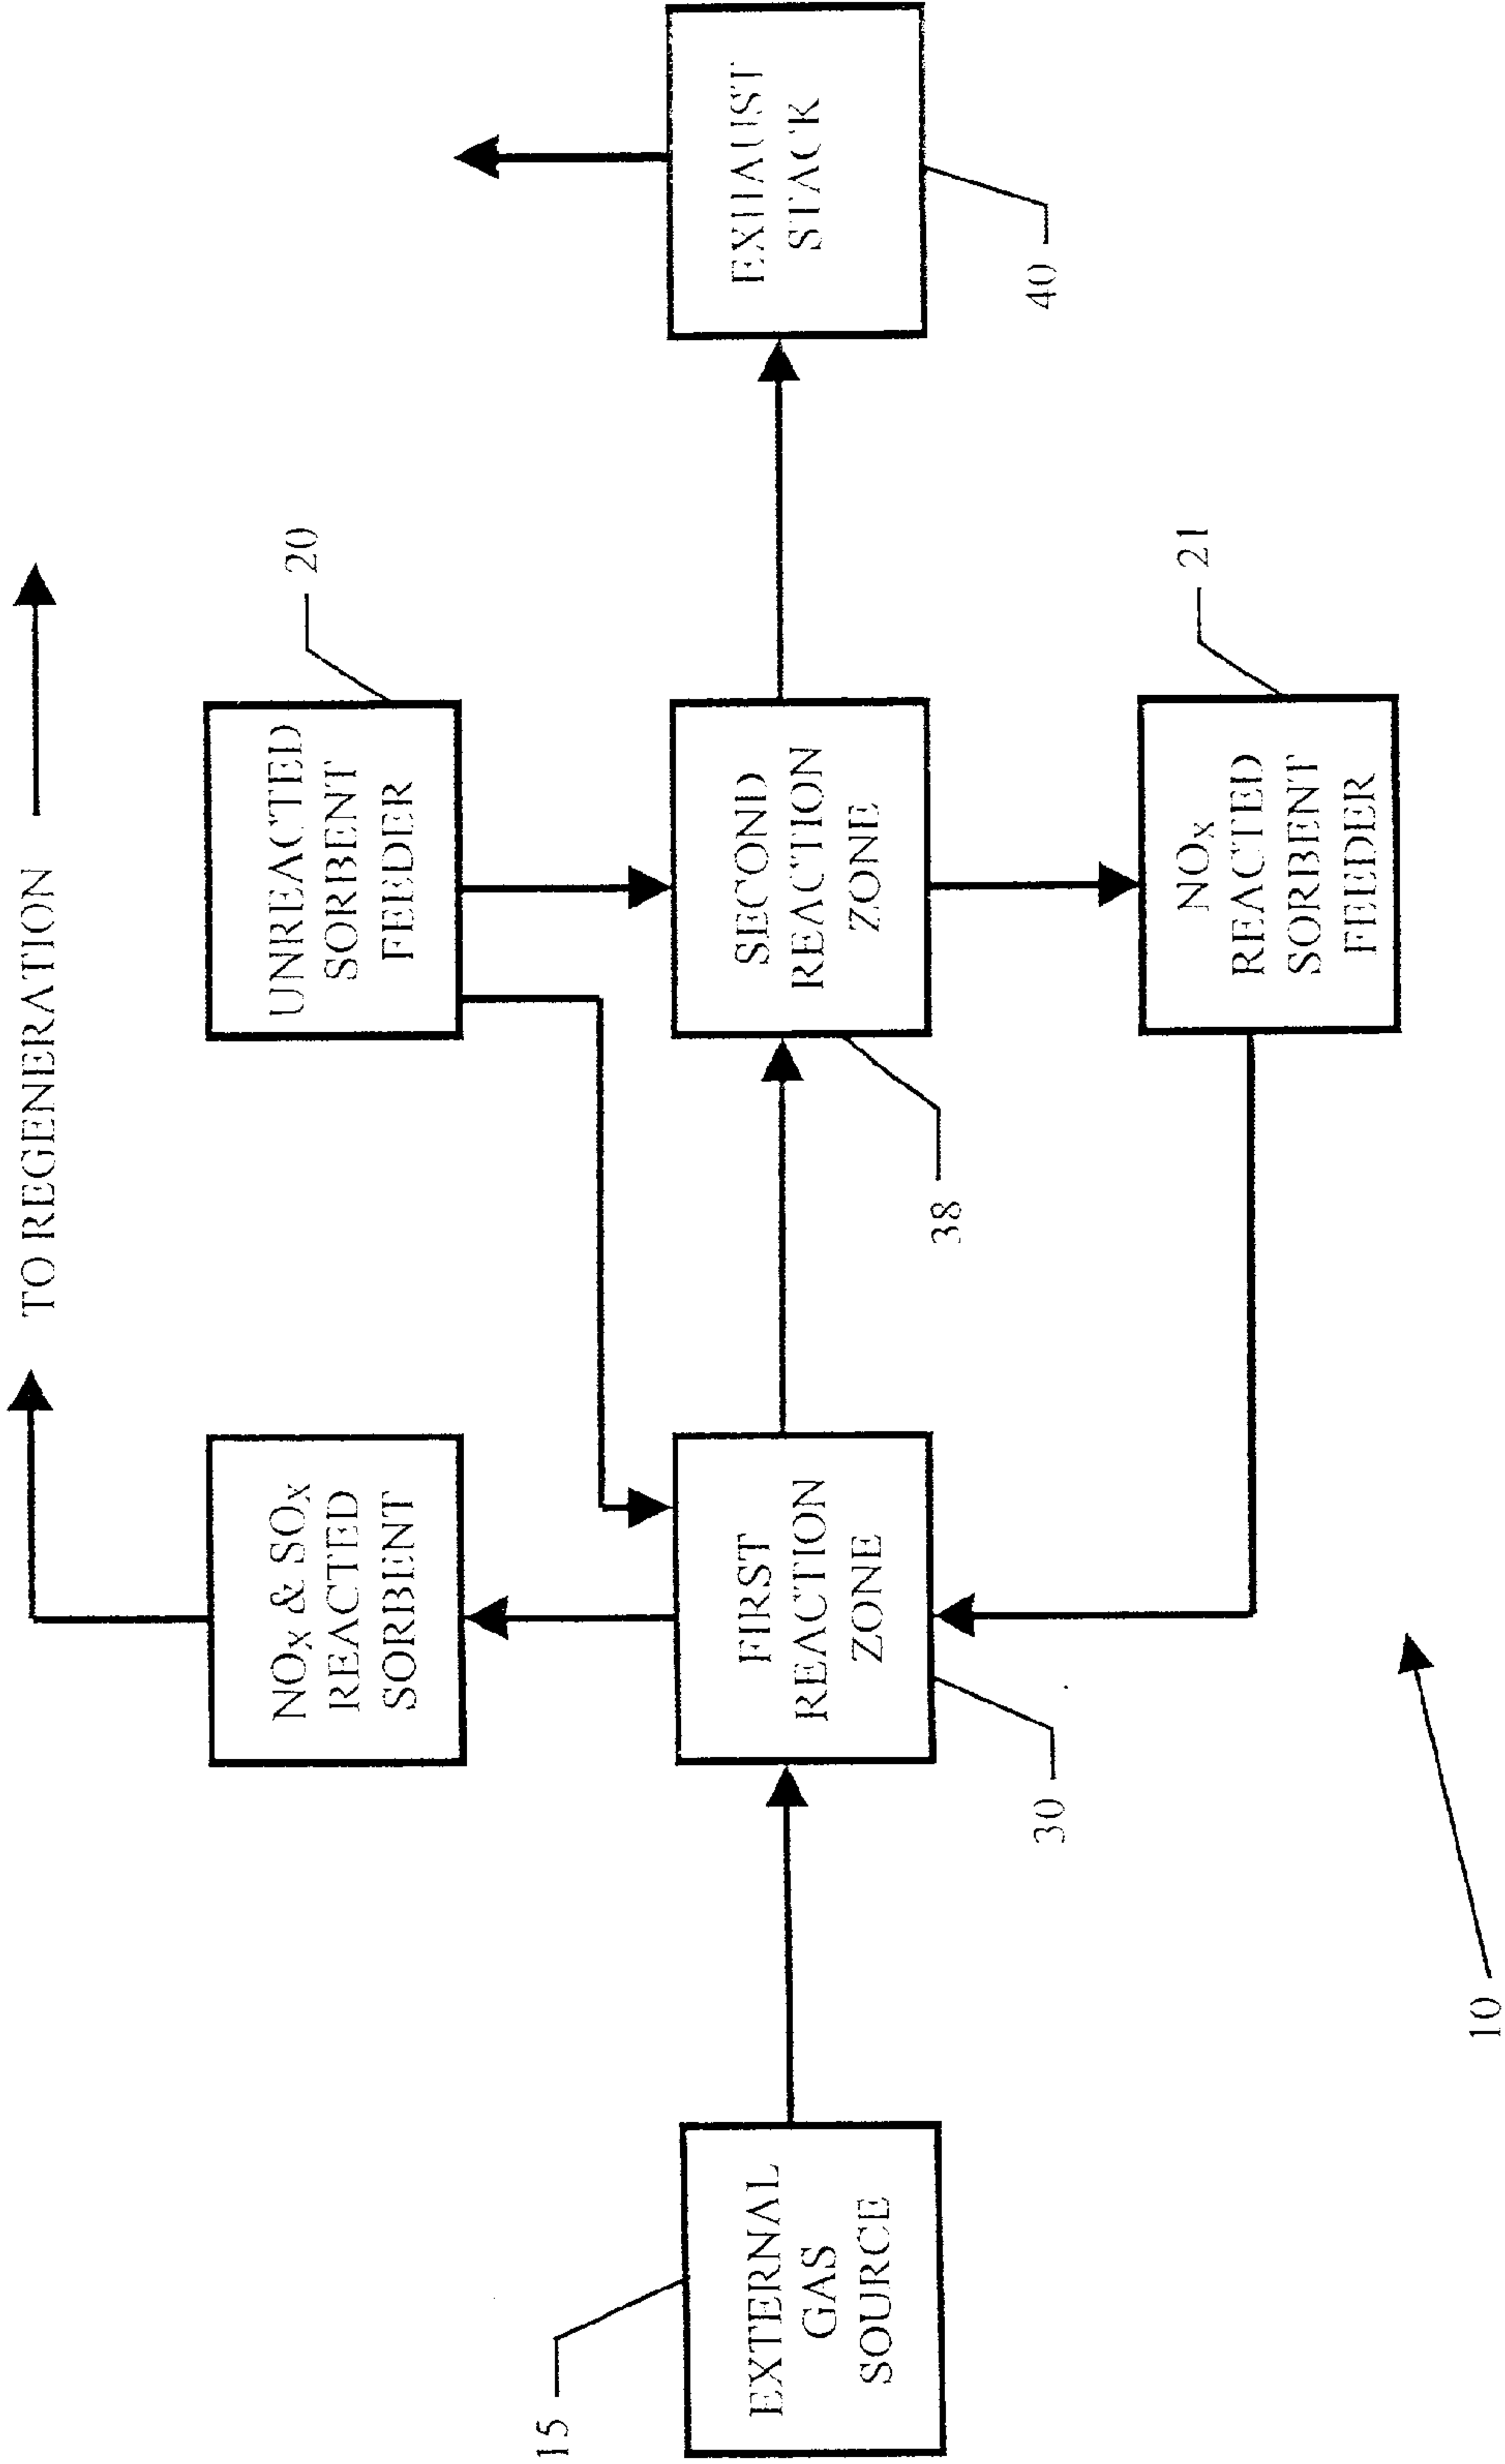 TO REGENERATION
NOX & SOX
REACTED
SORBENT
UNREACTED
SORBENT
FEEDER
20
15
EXTERNAL
GAS
SOURCE
FIRST
REACTION
ZONE
30
SECOND
REACTION
ZONE
38
EXHAUST
STACK
40
NOX
REACTED
SORBENT
FEEDER
21
10